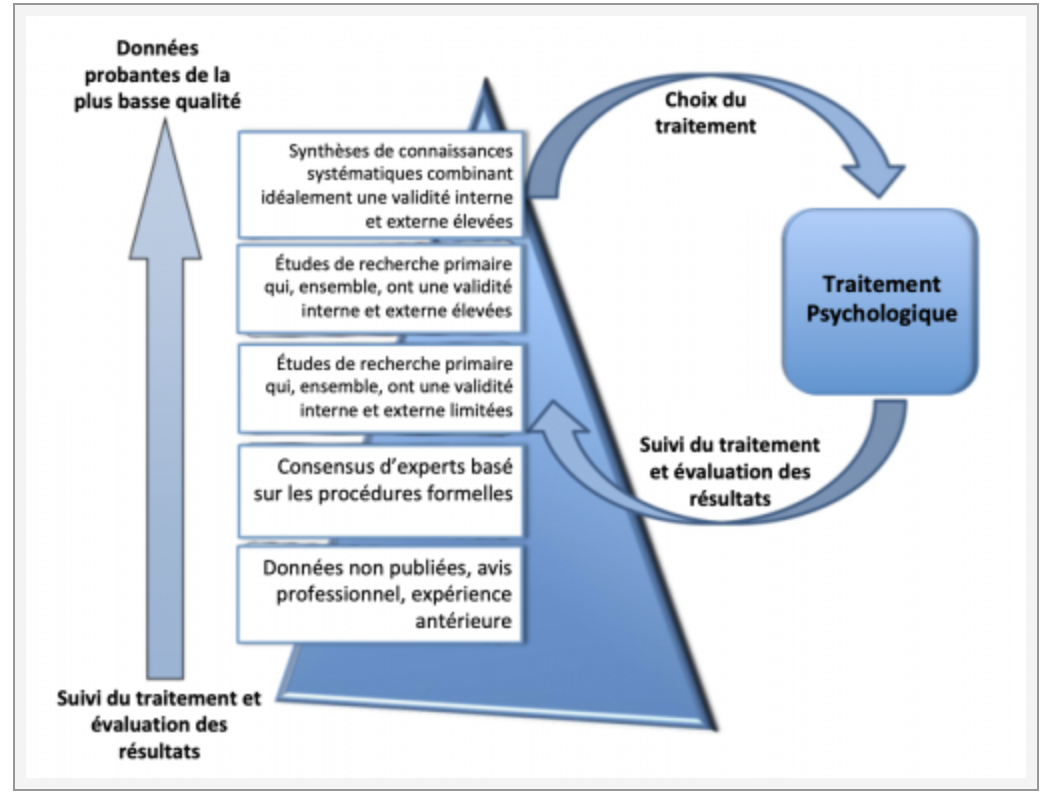 Données
probantes de la
plus basse qualité
Synthèses de connaissances
systématiques combinant
idéalement une validité interne
et externe élevées
Études de recherche primaire
qui, ensemble, ont une validité
interne et externe élevées
Études de recherche primaire
qui, ensemble, ont une validité
interne et externe limitées
Consensus d'experts basé
sur les procédures formelles
Données non publiées, avis
professionnel, expérience
antérieure
Suivi du traitement et
évaluation des
résultats
Choix du
traitement
Traitement
Psychologique
Suivi du traitement
et évaluation des
résultats